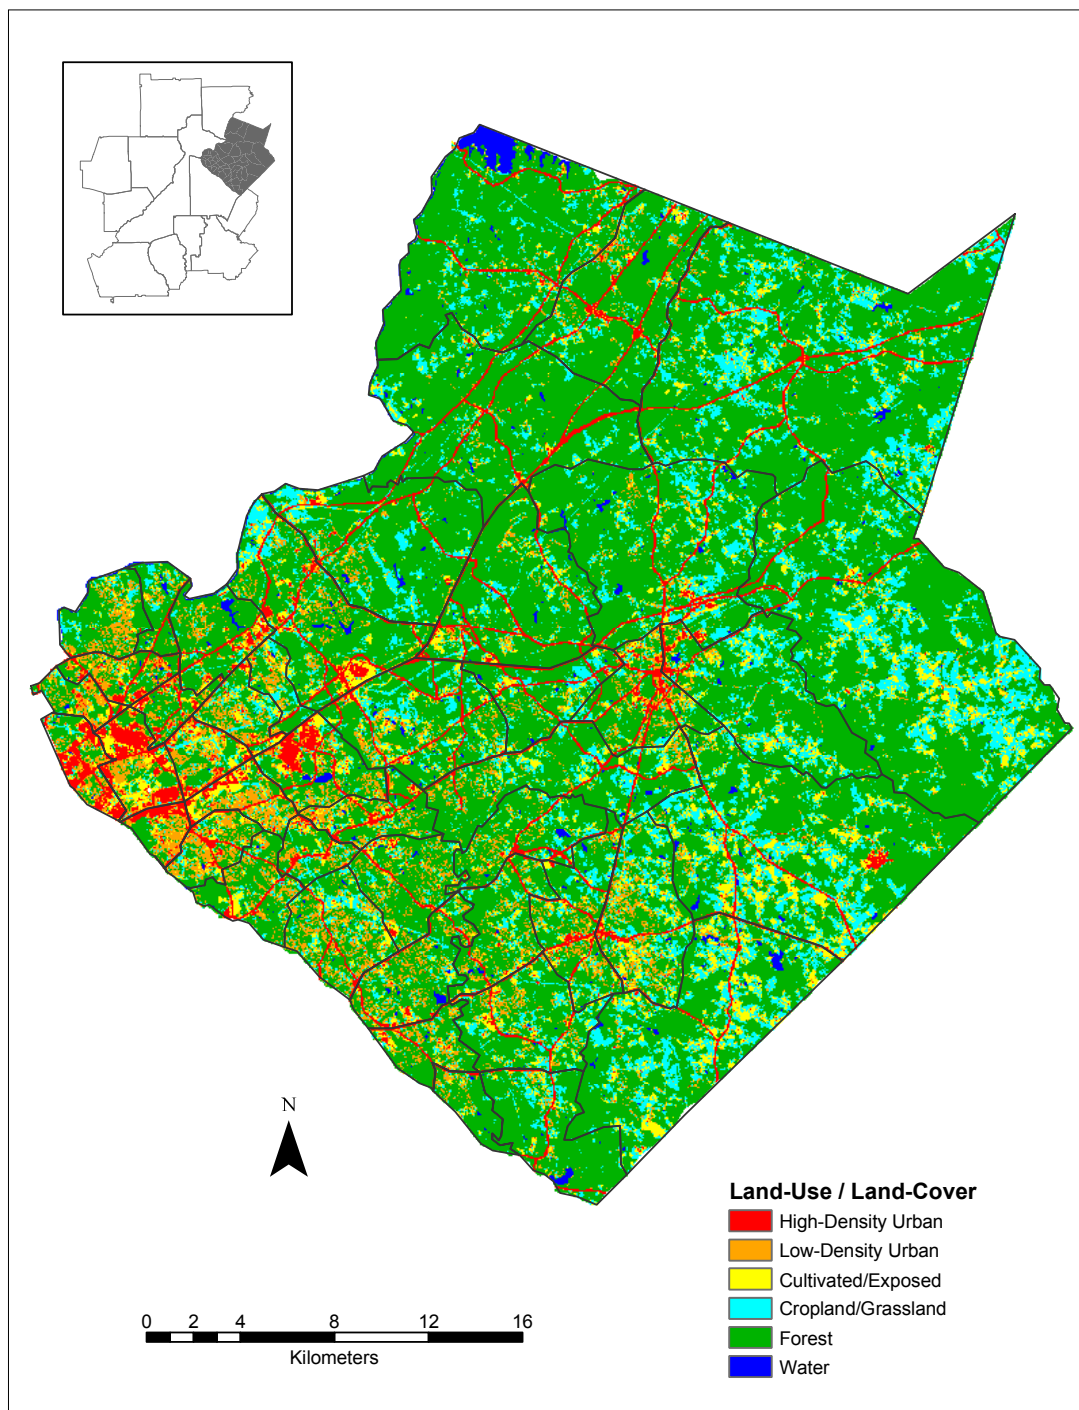 N
Land-Use / Land-Cover
High-Density Urban
Low-Density Urban
Cultivated/Exposed
Cropland/Grassland
Forest
Water
0 2 4 8 12 16
Kilometers